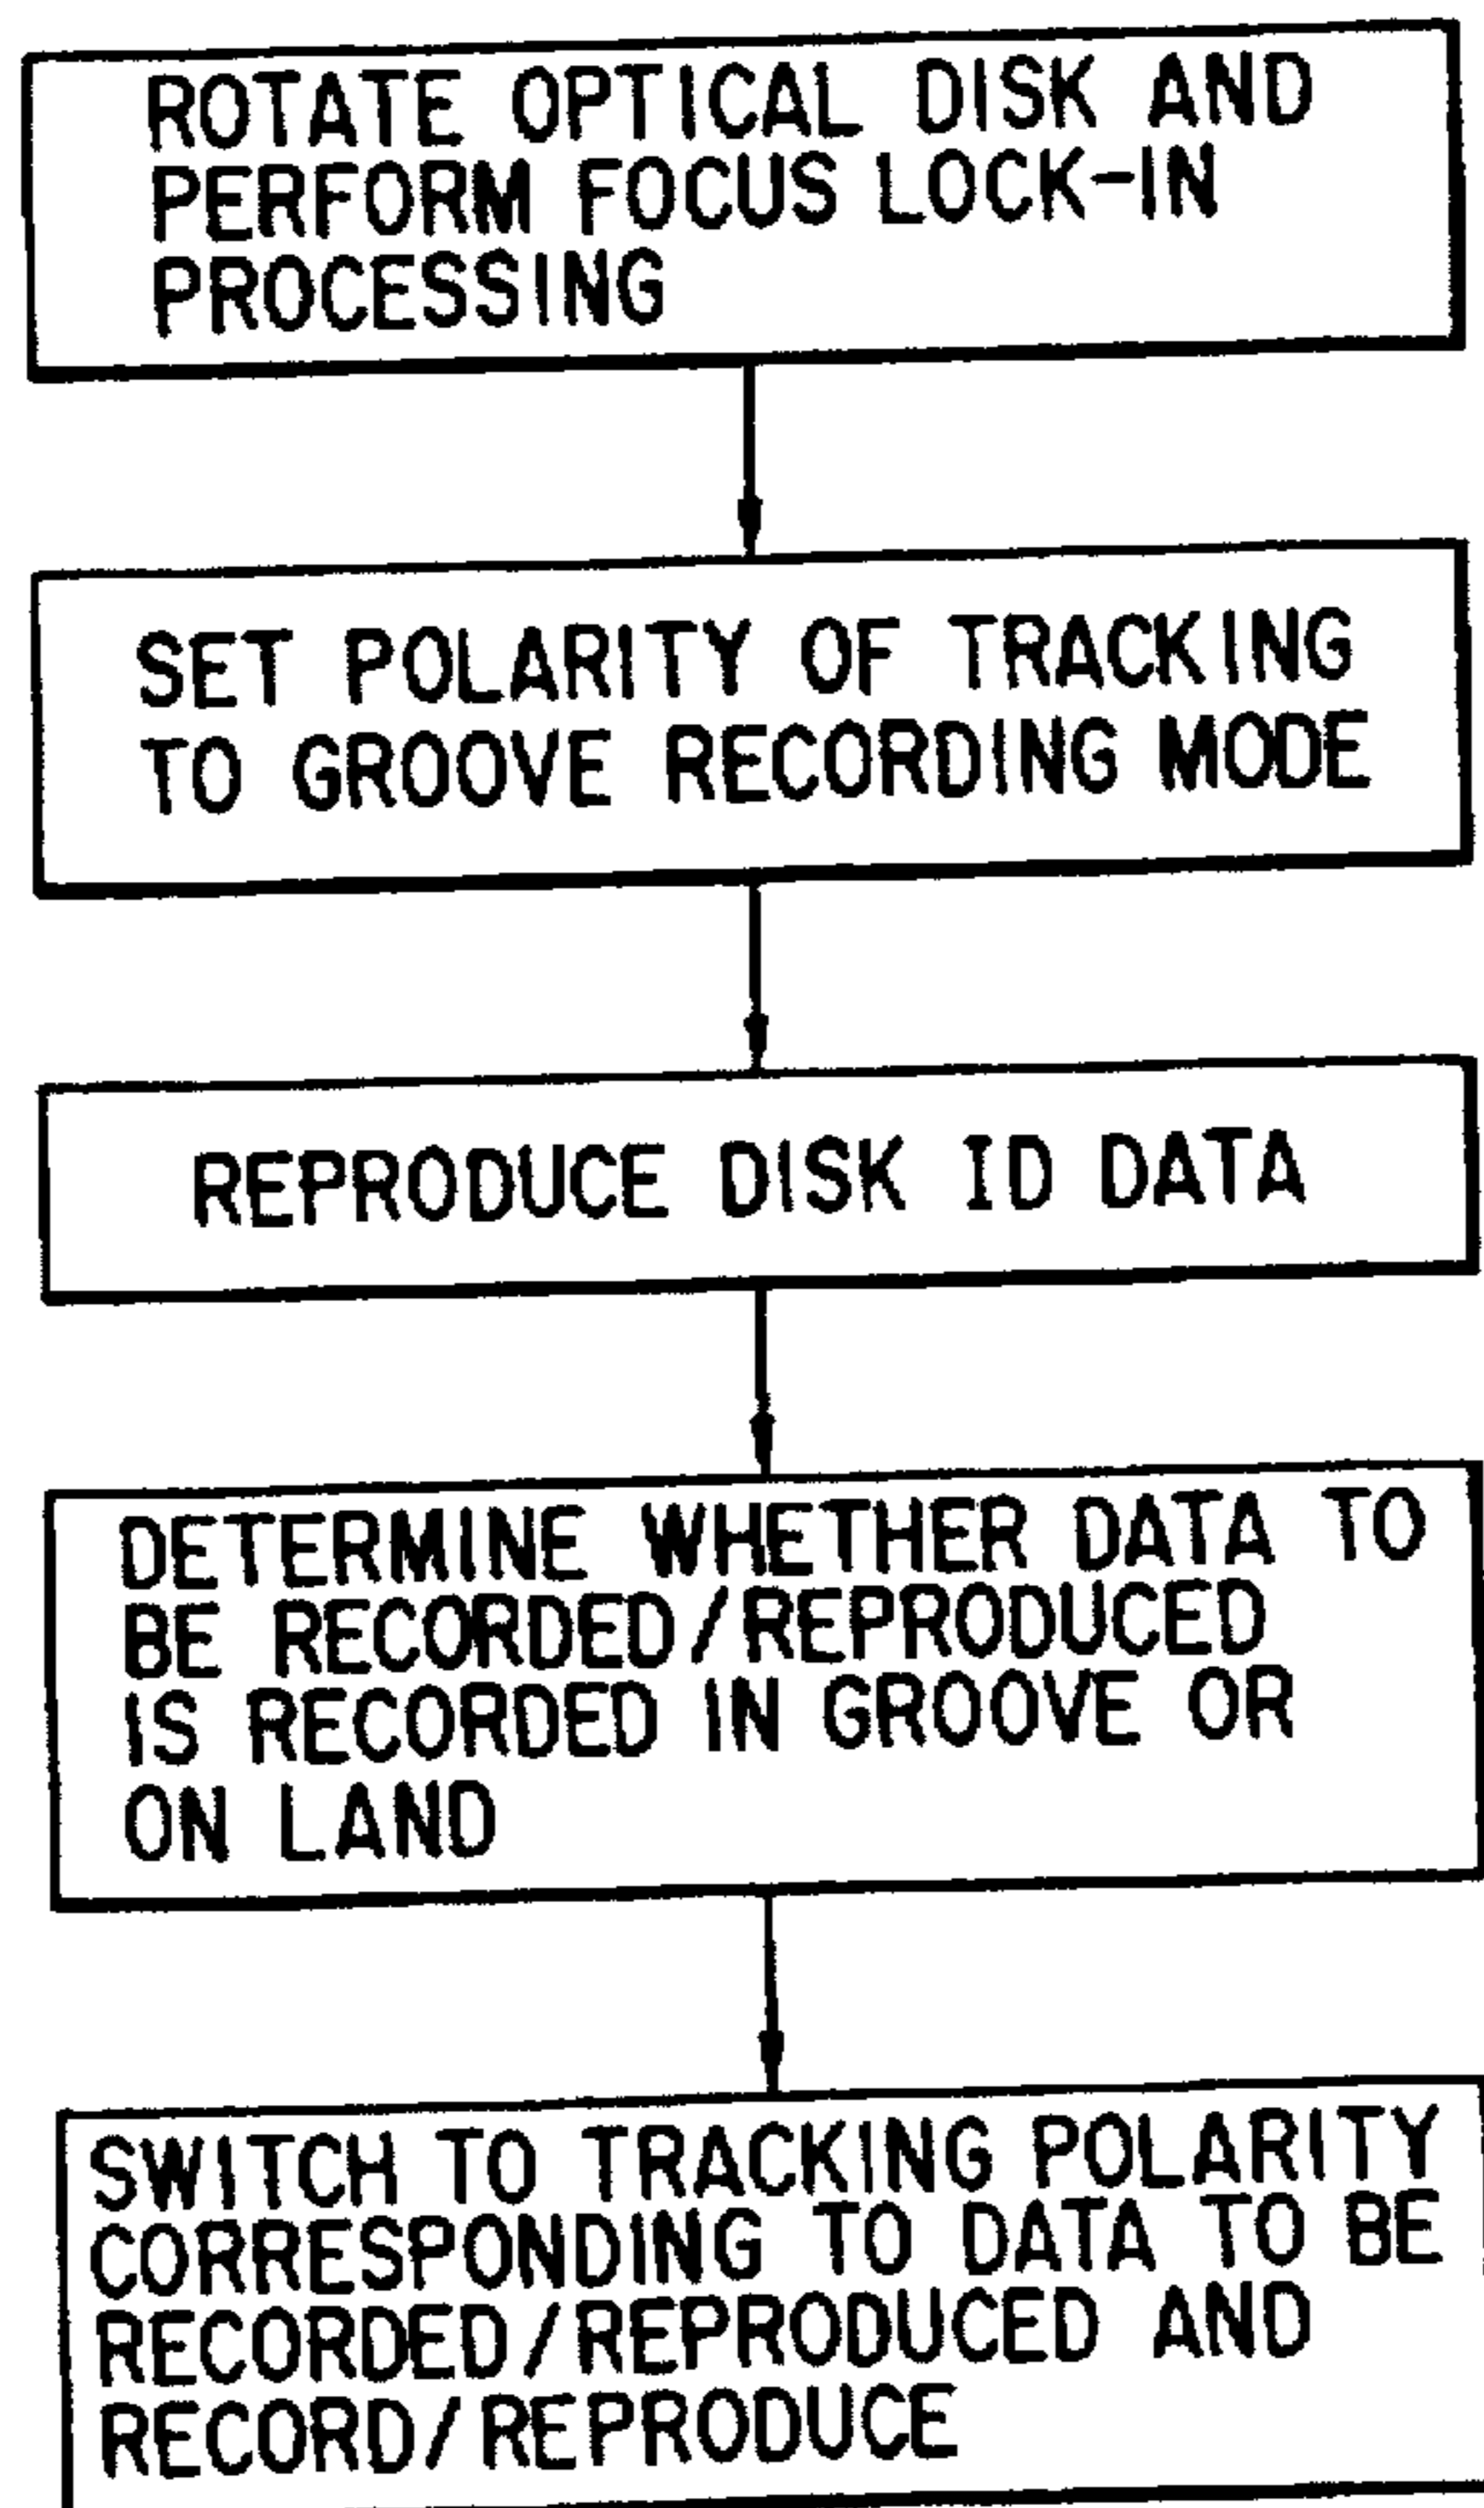 ROTATE OPTICAL DISK AND
PERFORM FOCUS LOCK-IN
PROCESSING
SET POLARITY OF TRACKING
TO GROOVE RECORDING MODE
REPRODUCE DISK ID DATA
DETERMINE WHETHER DATA TO
BE RECORDED/REPRODUCED
IS RECORDED IN GROOVE OR
ON LAND
SWITCH TO TRACKING POLARITY
CORRESPONDING TO DATA TO BE
RECORDED/REPRODUCED AND
RECORD/REPRODUCE